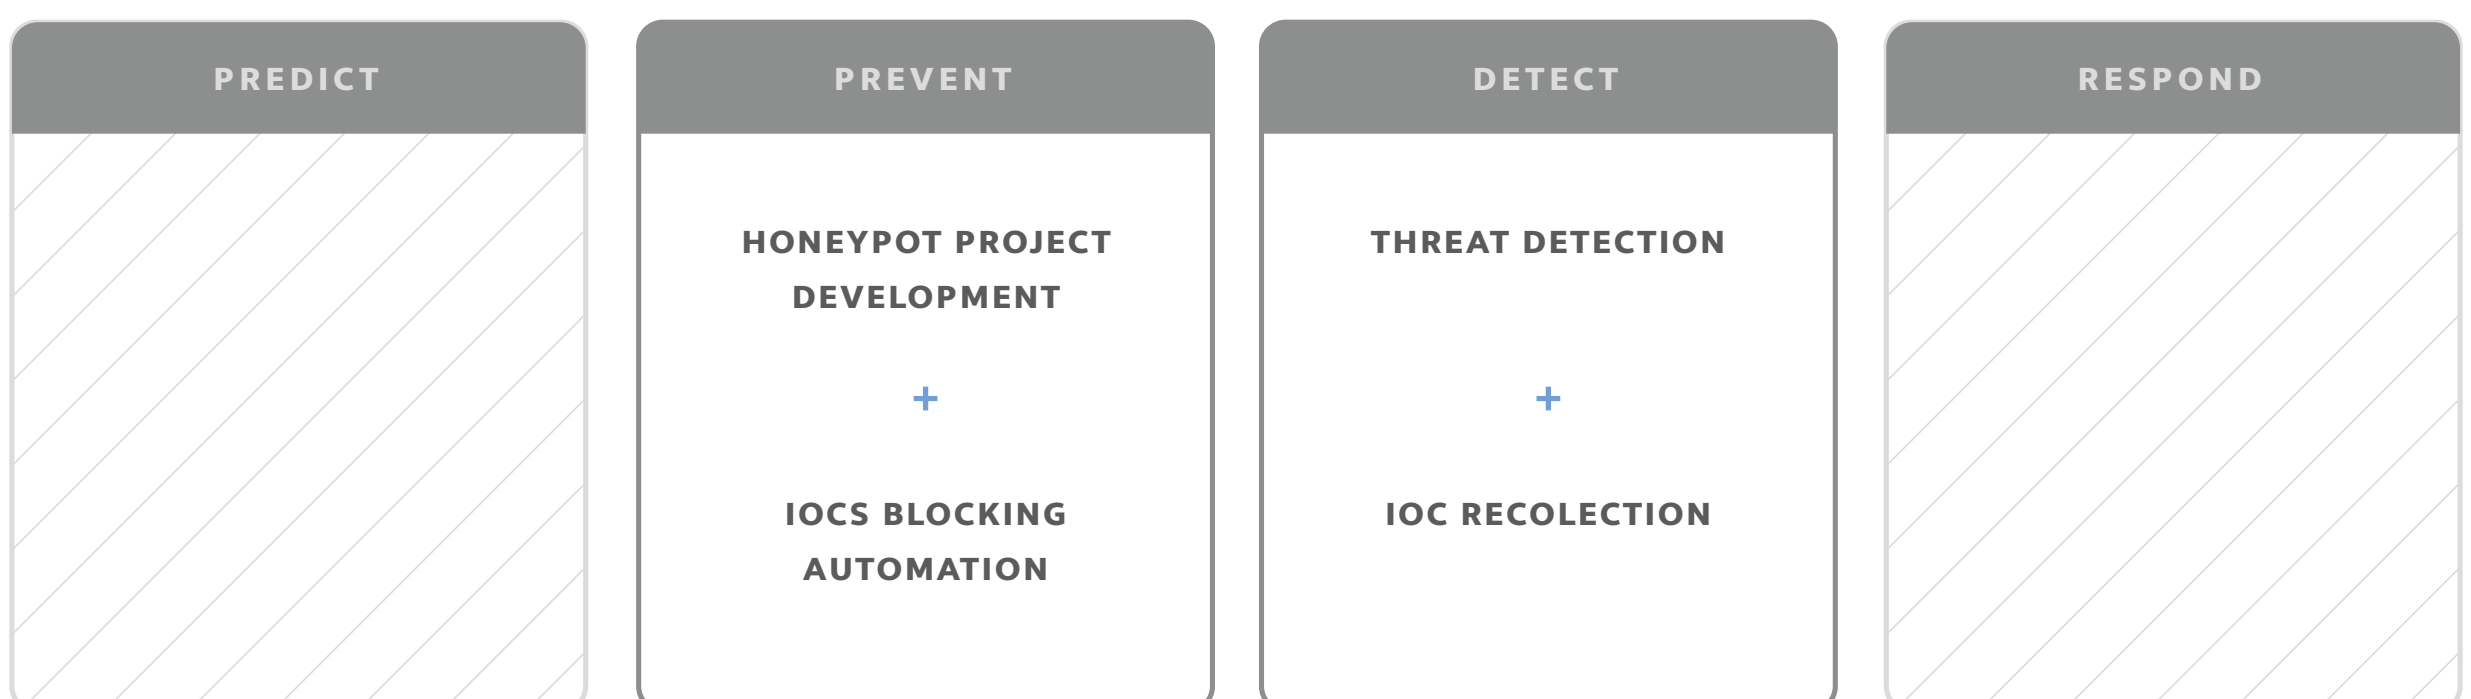 PREDICT
PREVENT
HONEYPOT PROJECT
DEVELOPMENT
+
IOCS BLOCKING
AUTOMATION
DETECT
THREAT DETECTION
+
IOC RECOLECTION
RESPOND